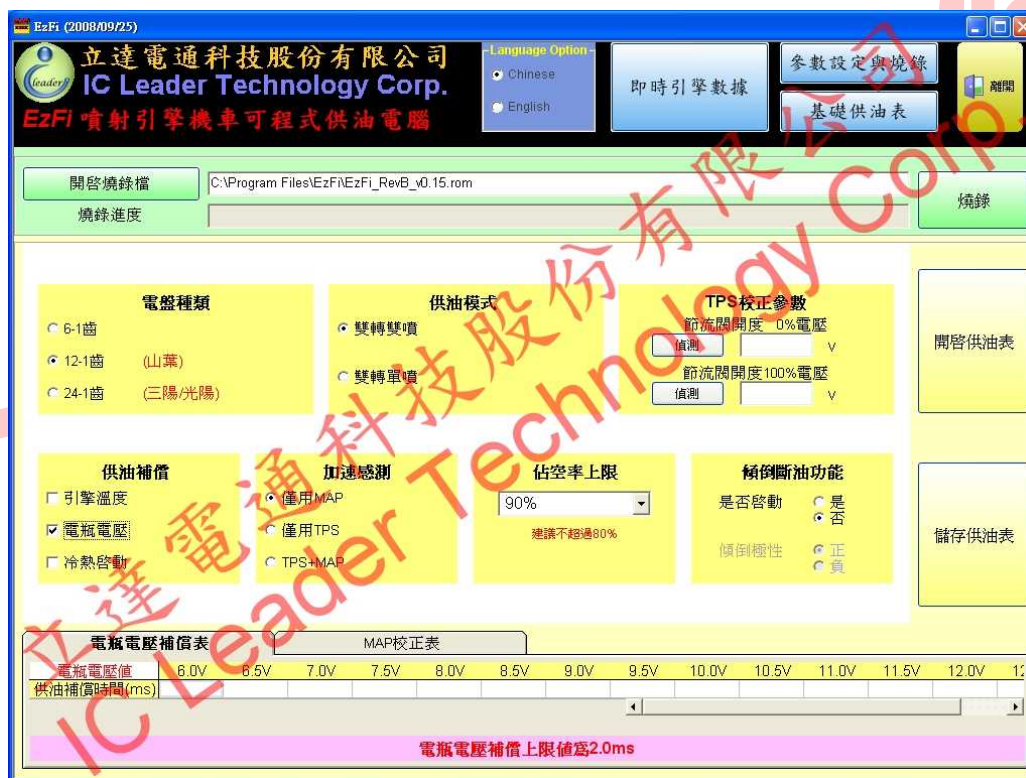 EzFi (2008/09/25)
立達電通科技股份有限公司
IC Leader Technology Corp.
EzFi 噴射引擎機車可程式供油電腦
Leader
Language Option
Chinese
English
即時引擎數據
參數設定與燒錄
基礎供油表
離開
開啓燒錄檔
C:\Program Files\EzFi\EzFi_RevB_v0.15.rom
燒錄進度
燒錄
電盤種類
6-1齒
12-1齒 (山葉)
24-1齒 (三陽/光陽)
供油模式
雙轉雙噴
雙轉單噴
TPS校正參數
節流閥開度 0%電壓
偵測 v
節流閥開度100%電壓
偵測 v
開啓供油表
供油補償
引擎溫度
電瓶電壓
冷熱啓動
加速感測
僅用MAP
僅用TPS
TPS+MAP
佔空率上限
90%
建議不超過80%
傾倒斷油功能
是否啓動 是
否
傾倒極性 正
負
儲存供油表
電瓶電壓補償表 MAP校正表
電瓶電壓值 6.0V 6.5V 7.0V 7.5V 8.0V 8.5V 9.0V 9.5V 10.0V 10.5V 11.0V 11.5V 12.0V
供油補償時間(ms)
電瓶電壓補償上限值爲2.0ms
立達電通科技股份有限公司
IC Leader Technology Corp.